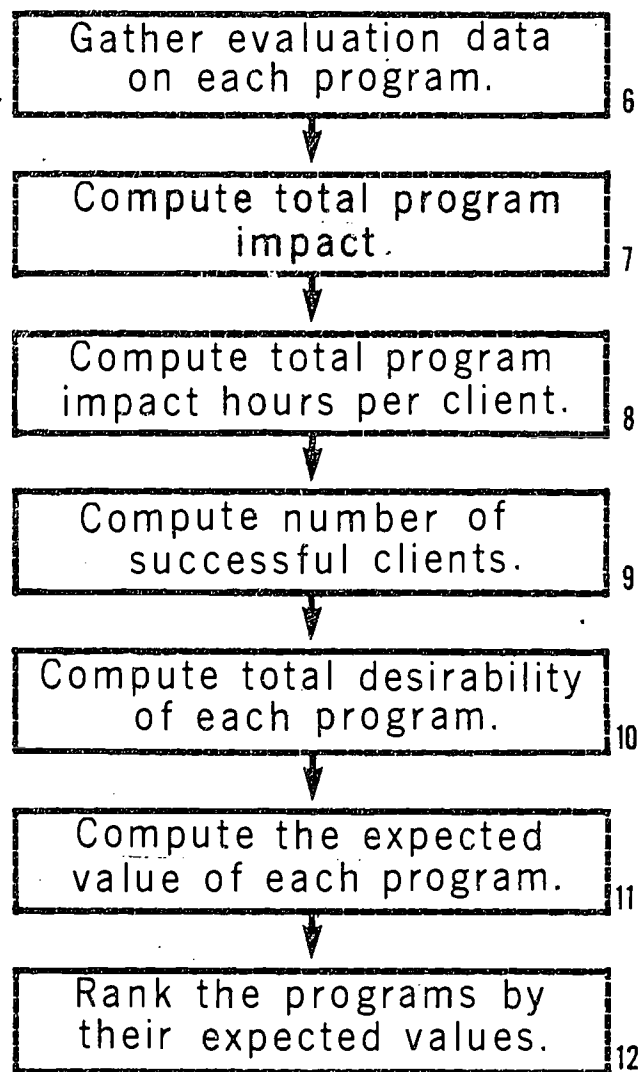 Gather evaluation data
on each program.
6
Compute total program
impact.
7
Compute total program
impact hours per client.
8
Compute number of
successful clients.
9
Compute total desirability
of each program.
10
Compute the expected
value of each program.
11
Rank the programs by
their expected values.
12